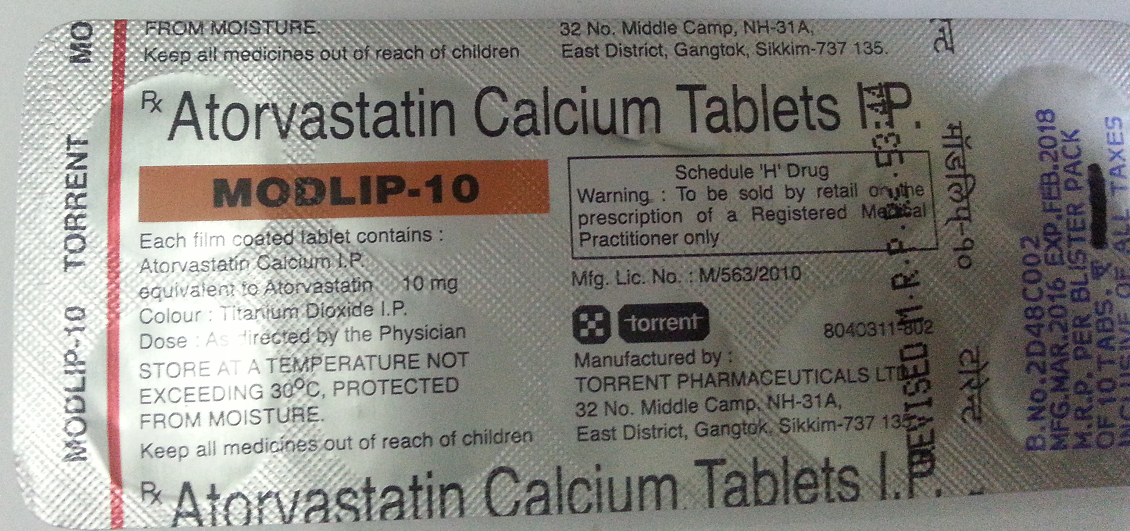 FROM MOISTURE.
Keep all medicines out of reach of children
32 No. Middle Camp, NH-31A,
East District, Gangtok, Sikkim-737 135.
Rx Atorvastatin Calcium Tablets I.P.
MODLIP-10
Each film coated tablet contains :
Atorvastatin Calcium I.P.
equivalent to Atorvastatin 10 mg
Colour : Titanium Dioxide I.P.
Dose : As directed by the Physician
STORE AT A TEMPERATURE NOT
EXCEEDING 30°C, PROTECTED
FROM MOISTURE.
Keep all medicines out of reach of children
Schedule 'H' Drug
Warning : To be sold by retail on the
prescription of a Registered Medical
Practitioner only
Mfg. Lic. No. : M/563/2010
torrent
8040311-802
Manufactured by :
TORRENT PHARMACEUTICALS LTD.
32 No. Middle Camp, NH-31A,
East District, Gangtok, Sikkim-737 135.
Rx Atorvastatin Calcium Tablets I.P.
MODLIP-10 TORRENT MO
REVISED M.R.P. 53.44
मॉडलिप-१०
B.No.2D48C002
MFG.MAR.2016 EXP.FEB.2018
M.R.P. PER BLISTER PACK
OF 10 TABS.
INCLUSIVE OF ALL TAXES